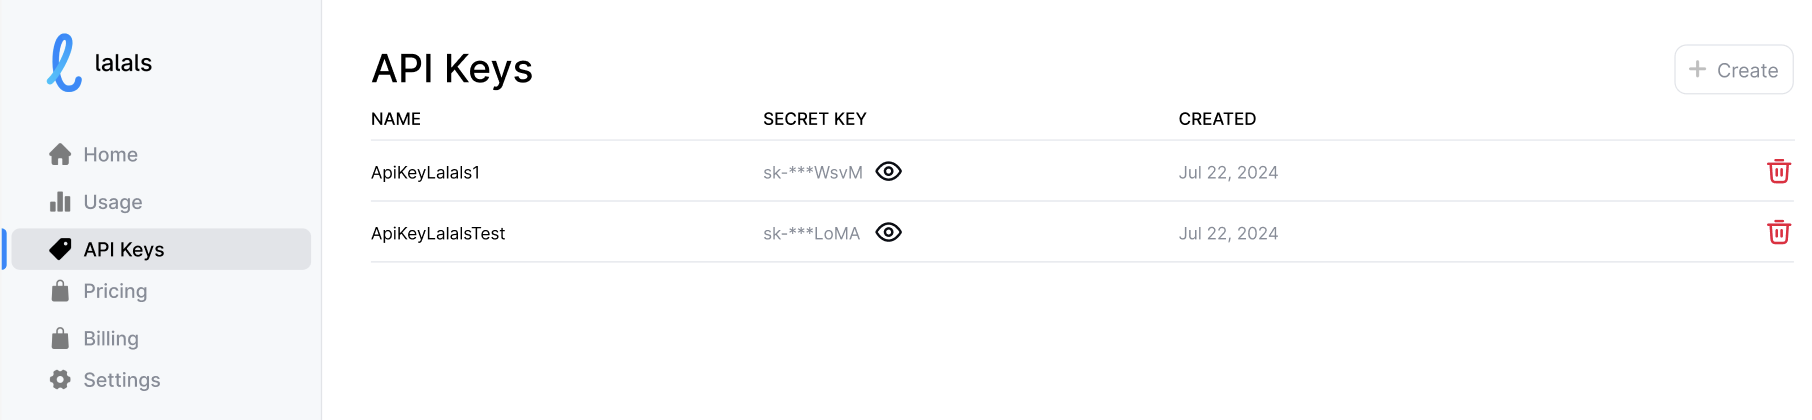 lalals
Home
Usage
API Keys
Pricing
Billing
Settings
API Keys
Create
NAME SECRET KEY CREATED
ApiKeyLalals1 sk-***WsvM Jul 22, 2024
ApiKeyLalalsTest sk-***LoMA Jul 22, 2024